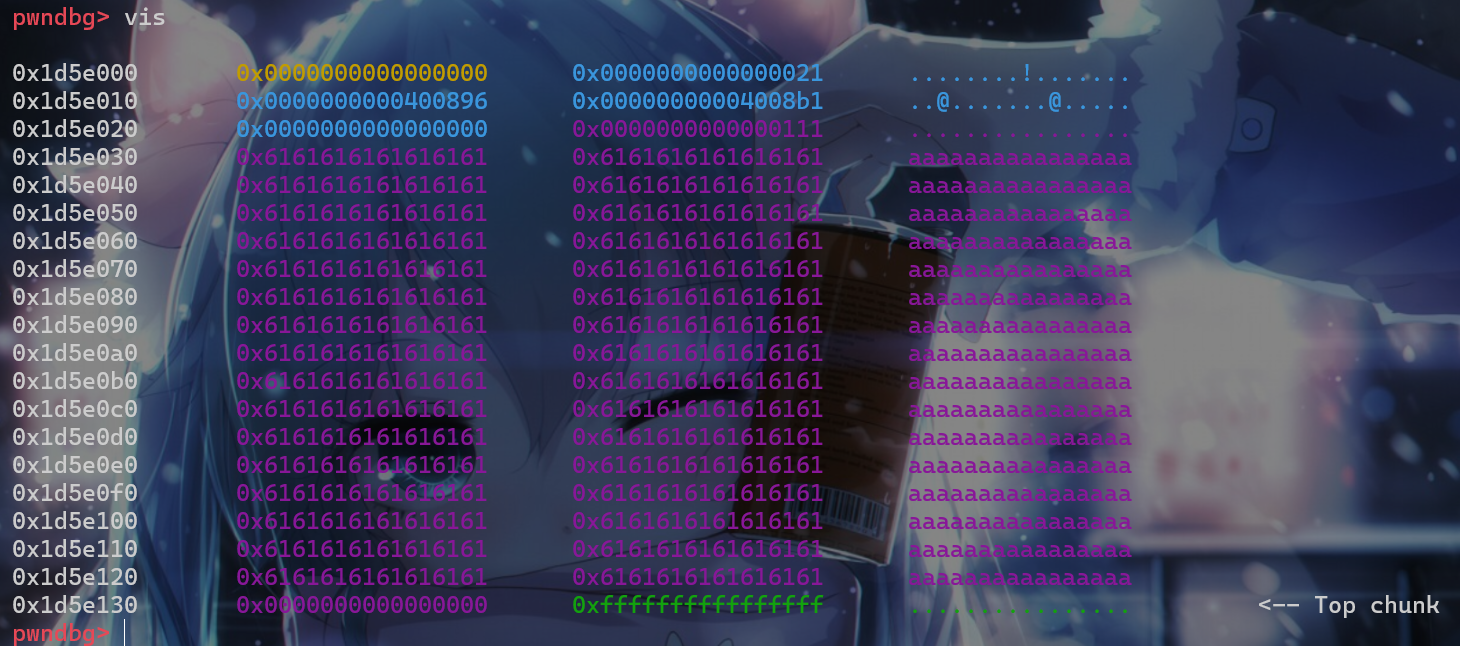 pwndbg> vis
0x1d5e000 0x0000000000000000 0x0000000000000021 ........!.......
0x1d5e010 0x0000000000400896 0x00000000004008b1 ..@.......@.....
0x1d5e020 0x0000000000000000 0x0000000000000111 ................
0x1d5e030 0x6161616161616161 0x6161616161616161 aaaaaaaaaaaaaaaa
0x1d5e040 0x6161616161616161 0x6161616161616161 aaaaaaaaaaaaaaaa
0x1d5e050 0x6161616161616161 0x6161616161616161 aaaaaaaaaaaaaaaa
0x1d5e060 0x6161616161616161 0x6161616161616161 aaaaaaaaaaaaaaaa
0x1d5e070 0x6161616161616161 0x6161616161616161 aaaaaaaaaaaaaaaa
0x1d5e080 0x6161616161616161 0x6161616161616161 aaaaaaaaaaaaaaaa
0x1d5e090 0x6161616161616161 0x6161616161616161 aaaaaaaaaaaaaaaa
0x1d5e0a0 0x6161616161616161 0x6161616161616161 aaaaaaaaaaaaaaaa
0x1d5e0b0 0x6161616161616161 0x6161616161616161 aaaaaaaaaaaaaaaa
0x1d5e0c0 0x6161616161616161 0x6161616161616161 aaaaaaaaaaaaaaaa
0x1d5e0d0 0x6161616161616161 0x6161616161616161 aaaaaaaaaaaaaaaa
0x1d5e0e0 0x6161616161616161 0x6161616161616161 aaaaaaaaaaaaaaaa
0x1d5e0f0 0x6161616161616161 0x6161616161616161 aaaaaaaaaaaaaaaa
0x1d5e100 0x6161616161616161 0x6161616161616161 aaaaaaaaaaaaaaaa
0x1d5e110 0x6161616161616161 0x6161616161616161 aaaaaaaaaaaaaaaa
0x1d5e120 0x6161616161616161 0x6161616161616161 aaaaaaaaaaaaaaaa
0x1d5e130 0x0000000000000000 0xffffffffffffffff ................ <-- Top chunk
pwndbg>